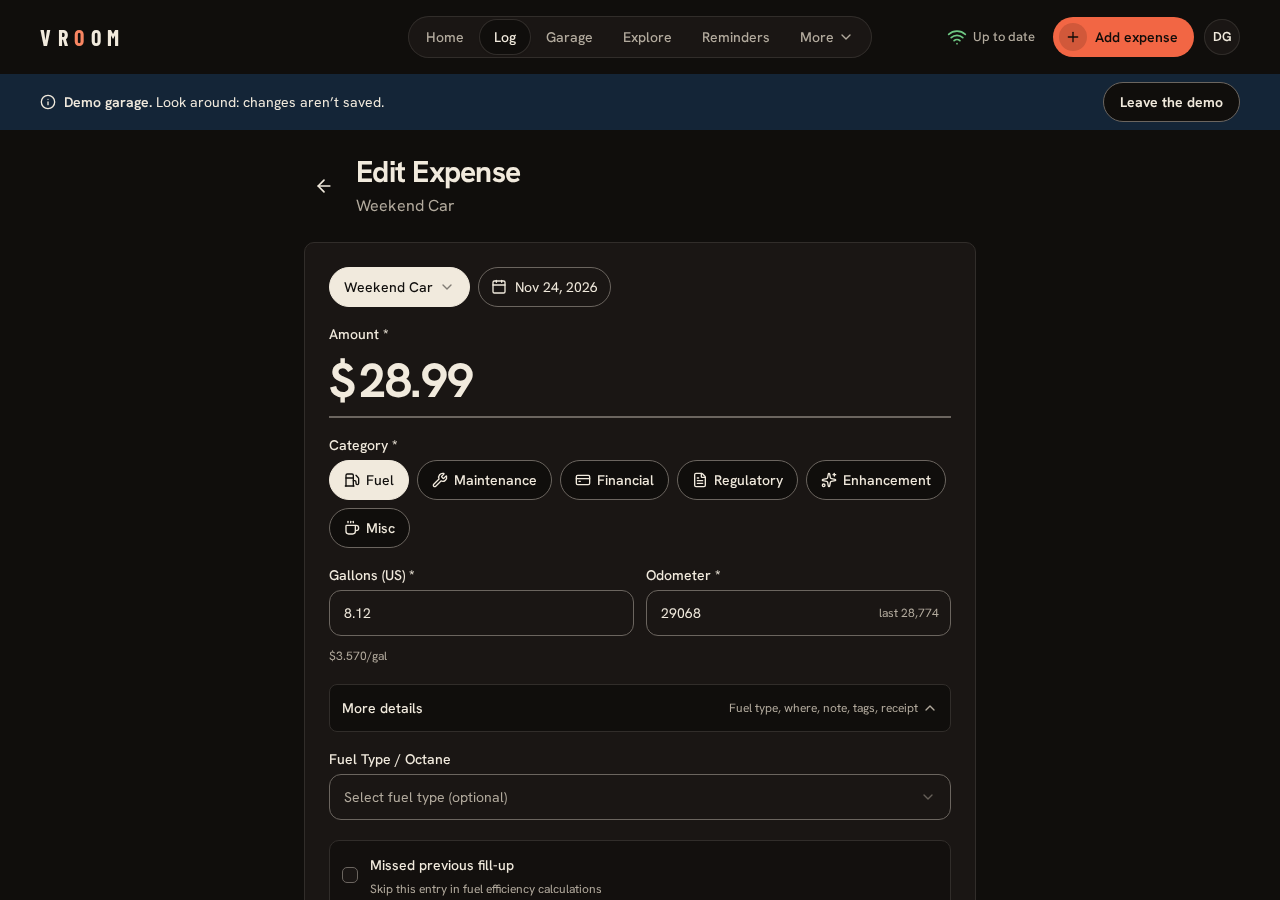 VROOM
Home
Log
Garage
Explore
Reminders
More
Up to date
Add expense
DG
Demo garage. Look around: changes aren’t saved.
Leave the demo
Edit Expense
Weekend Car
Weekend Car
Nov 24, 2026
Amount *
$28.99
Category *
Fuel
Maintenance
Financial
Regulatory
Enhancement
Misc
Gallons (US) *
Odometer *
8.12
29068
last 28,774
$3.570/gal
More details
Fuel type, where, note, tags, receipt
Fuel Type / Octane
Select fuel type (optional)
Missed previous fill-up
Skip this entry in fuel efficiency calculations